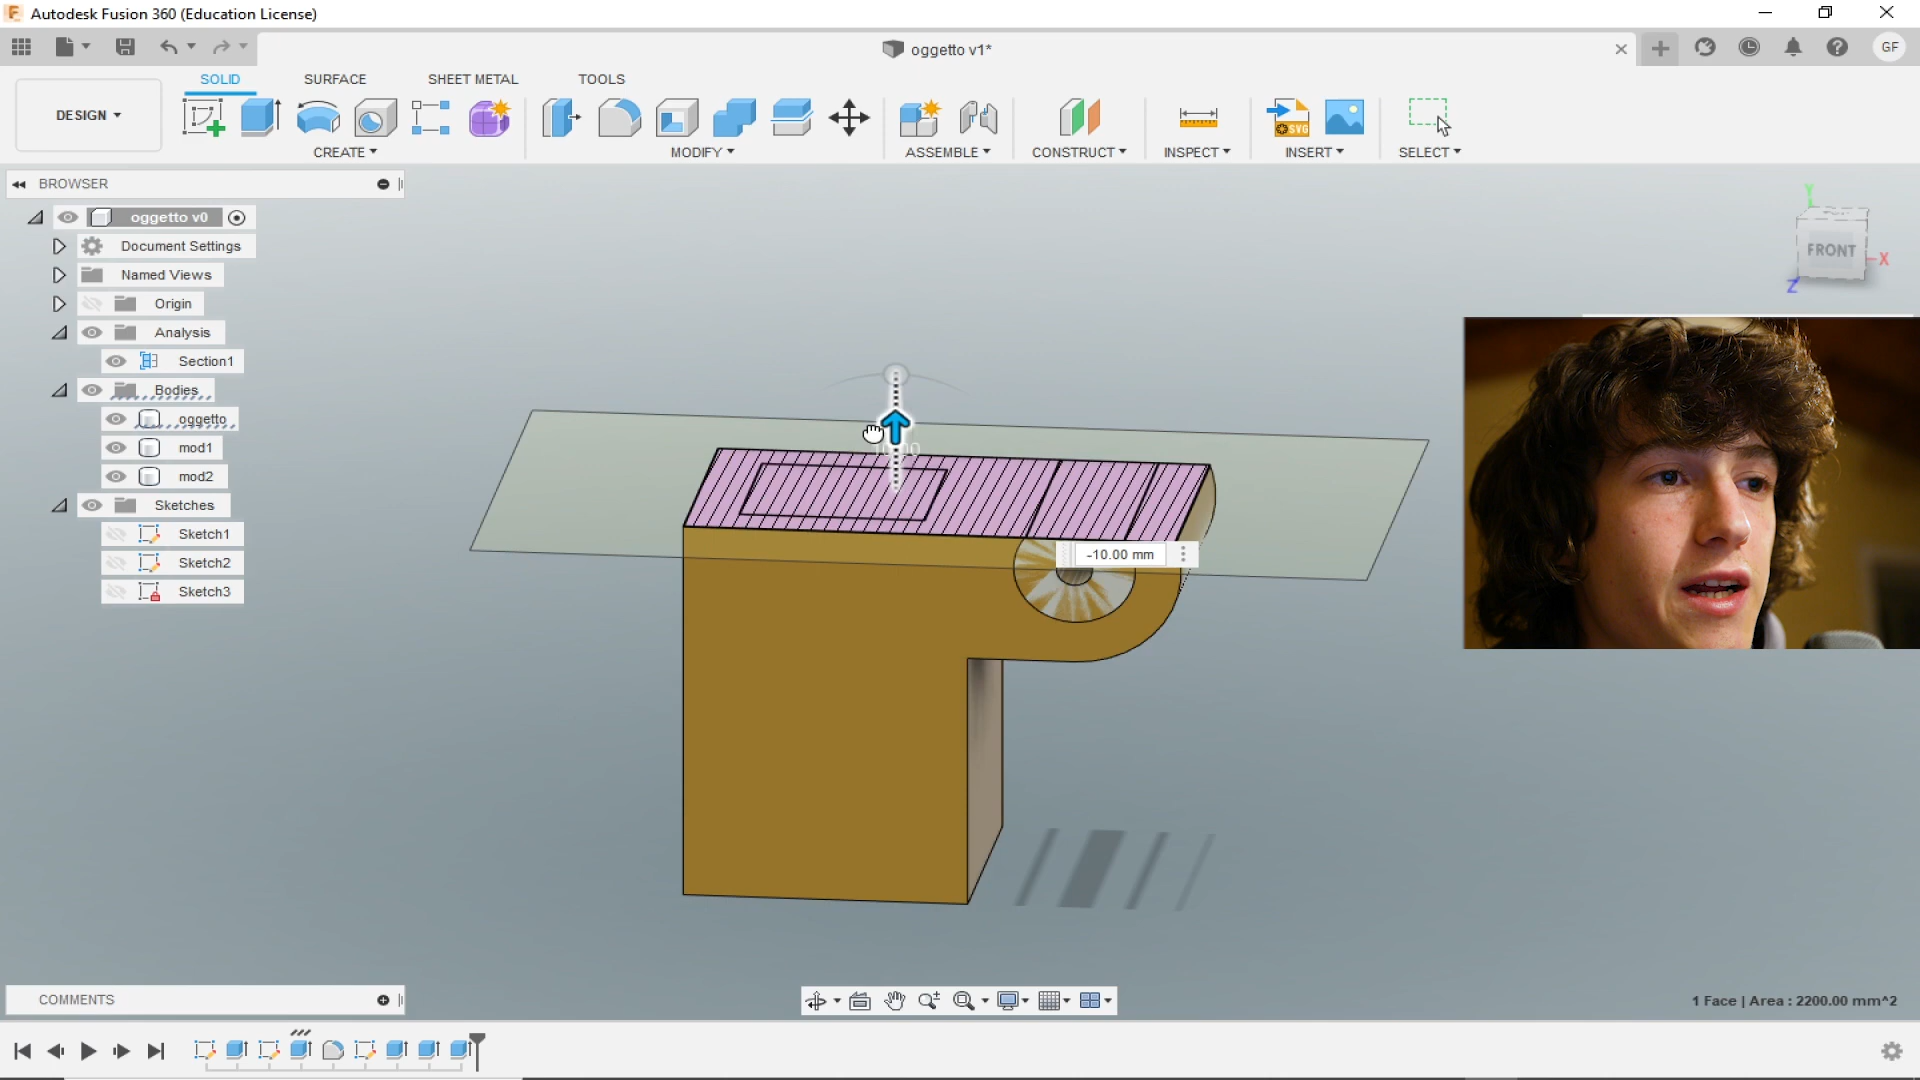 Autodesk Fusion 360 (Education License)
oggetto v1*
GF
SOLID
SURFACE
SHEET METAL
TOOLS
DESIGN
SVG
CREATE
MODIFY
ASSEMBLE
CONSTRUCT
INSPECT
INSERT
SELECT
BROWSER
oggetto v0
Document Settings
Named Views
Origin
Analysis
Section1
Bodies
oggetto
mod1
mod2
Sketches
Sketch1
Sketch2
Sketch3
Y
FRONT
X
Z
-10.00 mm
COMMENTS
1 Face | Area : 2200.00 mm^2